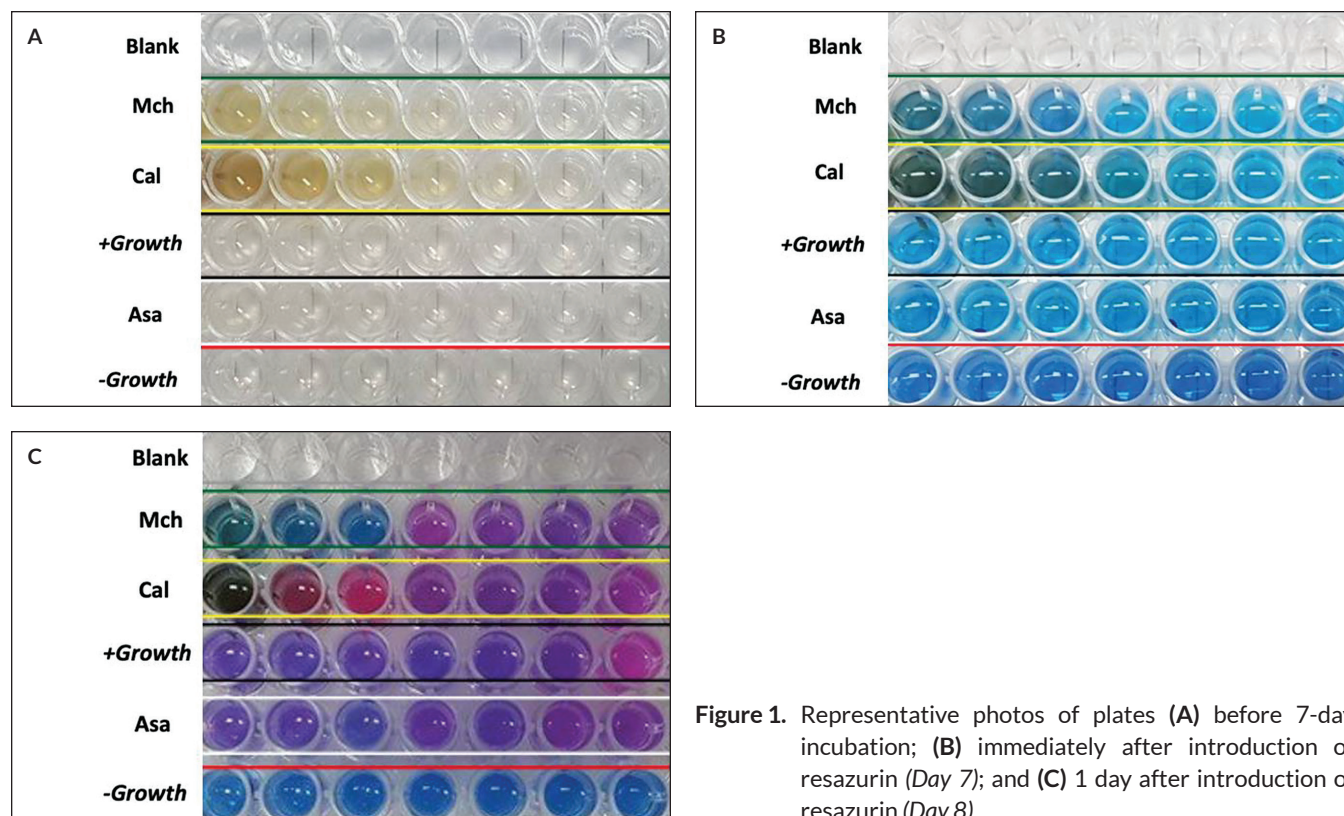 A
Blank
Mch
Cal
+Growth
Asa
-Growth
B
Blank
Mch
Cal
+Growth
Asa
-Growth
C
Blank
Mch
Cal
+Growth
Asa
-Growth
Figure 1. Representative photos of plates (A) before 7-day
incubation; (B) immediately after introduction o
resazurin (Day 7); and (C) 1 day after introduction o
resazurin (Day 8)